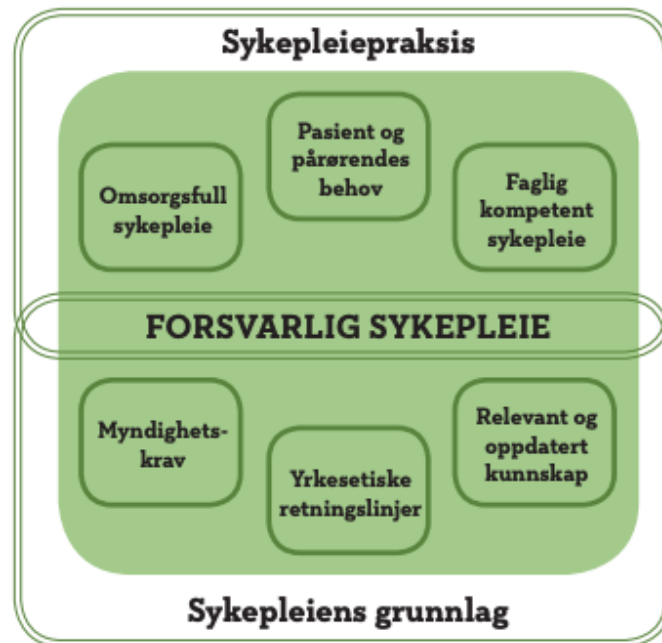 Sykepleiepraksis
Pasient og
pårørendes
behov
Omsorgsfull
sykepleie
Faglig
kompetent
sykepleie
FORSVARLIG SYKEPLEIE
Myndighets-
krav
Yrkesetiske
retningslinjer
Relevant og
oppdatert
kunnskap
Sykepleiens grunnlag